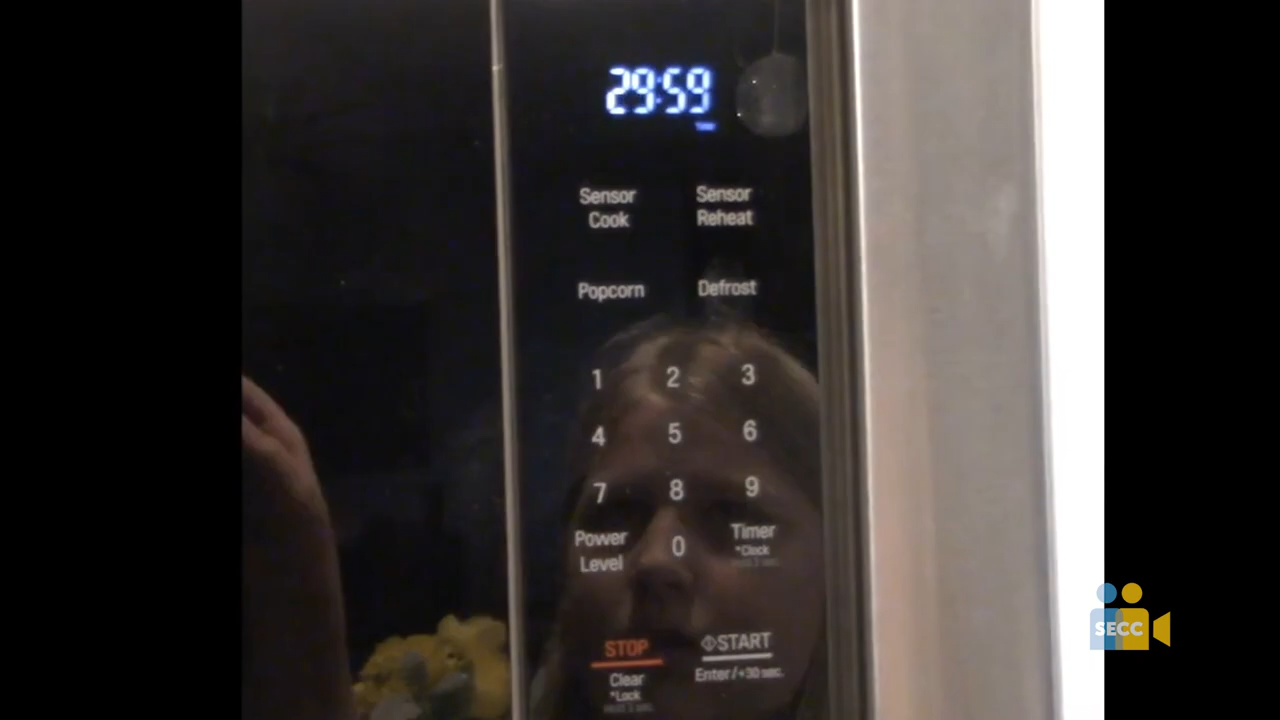 29:59
Timer
Sensor Cook
Sensor Reheat
Popcorn
Defrost
1 2 3
4 5 6
7 8 9
Power Level
0
Timer
*Clock
STOP
Clear
*Lock
START
Enter/+30 sec.
SECC